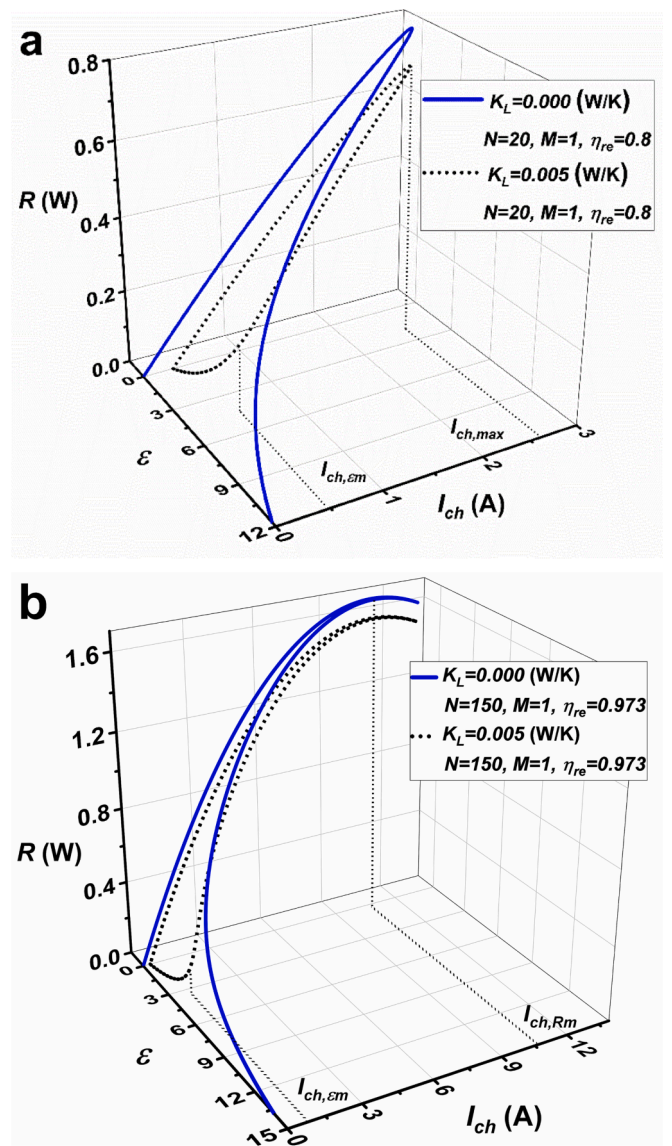 a
0.8
0.6
R (W)
0.4
0.2
0.0
0
3
6
9
12
ε
0
1
2
3
I_ch (A)
I_ch,εm
I_ch,max
K_L=0.000 (W/K)
N=20, M=1, η_re=0.8
K_L=0.005 (W/K)
N=20, M=1, η_re=0.8
b
1.6
1.2
0.8
R (W)
0.4
0.0
0
3
6
9
12
15
ε
0
3
6
9
12
I_ch (A)
I_ch,εm
I_ch,Rm
K_L=0.000 (W/K)
N=150, M=1, η_re=0.973
K_L=0.005 (W/K)
N=150, M=1, η_re=0.973